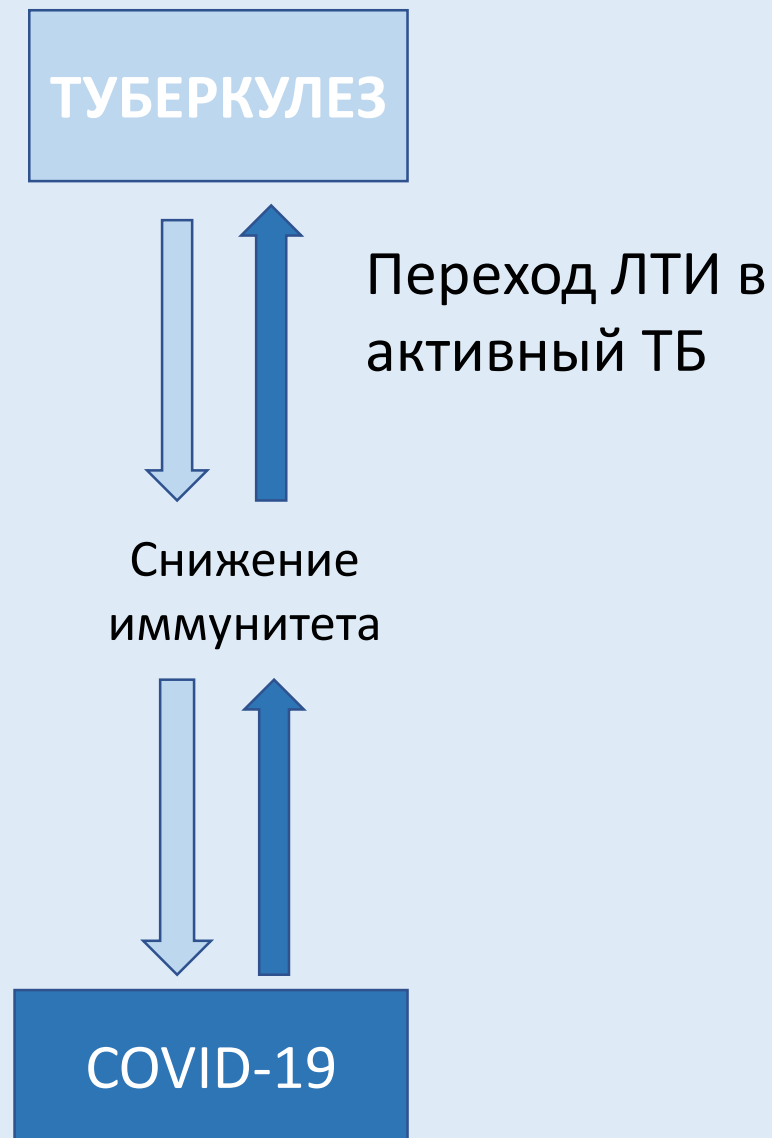 ТУБЕРКУЛЕЗ
Переход ЛТИ в
активный ТБ
Снижение
иммунитета
COVID-19